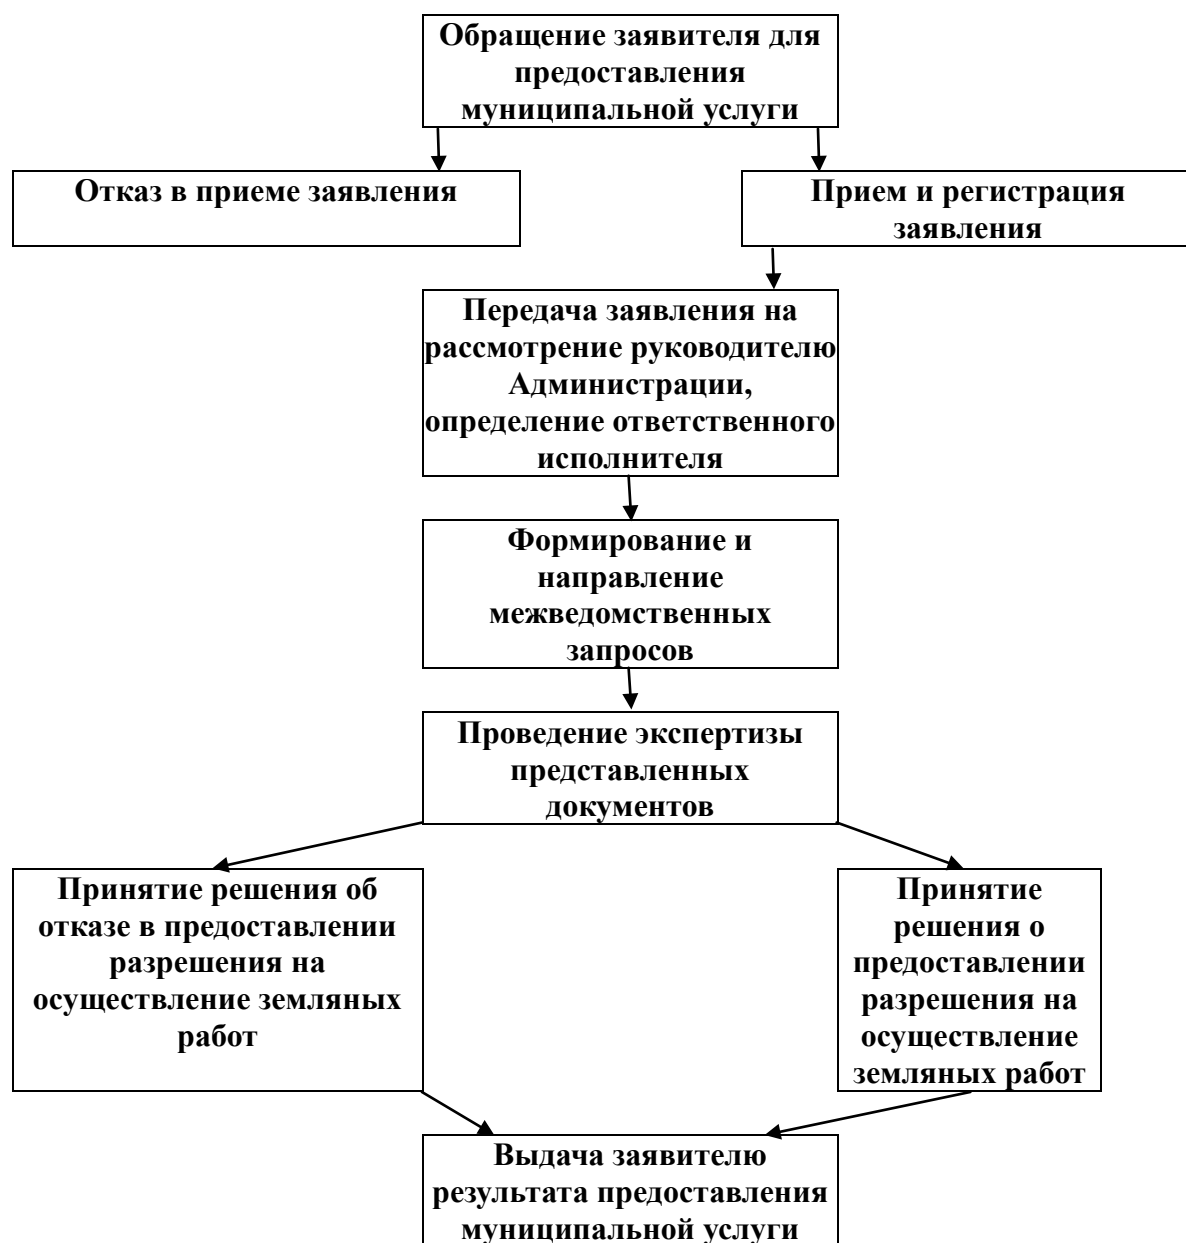 Обращение заявителя для
предоставления
муниципальной услуги
Отказ в приеме заявления
Прием и регистрация
заявления
Передача заявления на
рассмотрение руководителю
Администрации,
определение ответственного
исполнителя
Формирование и
направление
межведомственных
запросов
Проведение экспертизы
представленных
документов
Принятие решения об
отказе в предоставлении
разрешения на
осуществление земляных
работ
Принятие
решения о
предоставлении
разрешения на
осуществление
земляных работ
Выдача заявителю
результата предоставления
муниципальной услуги